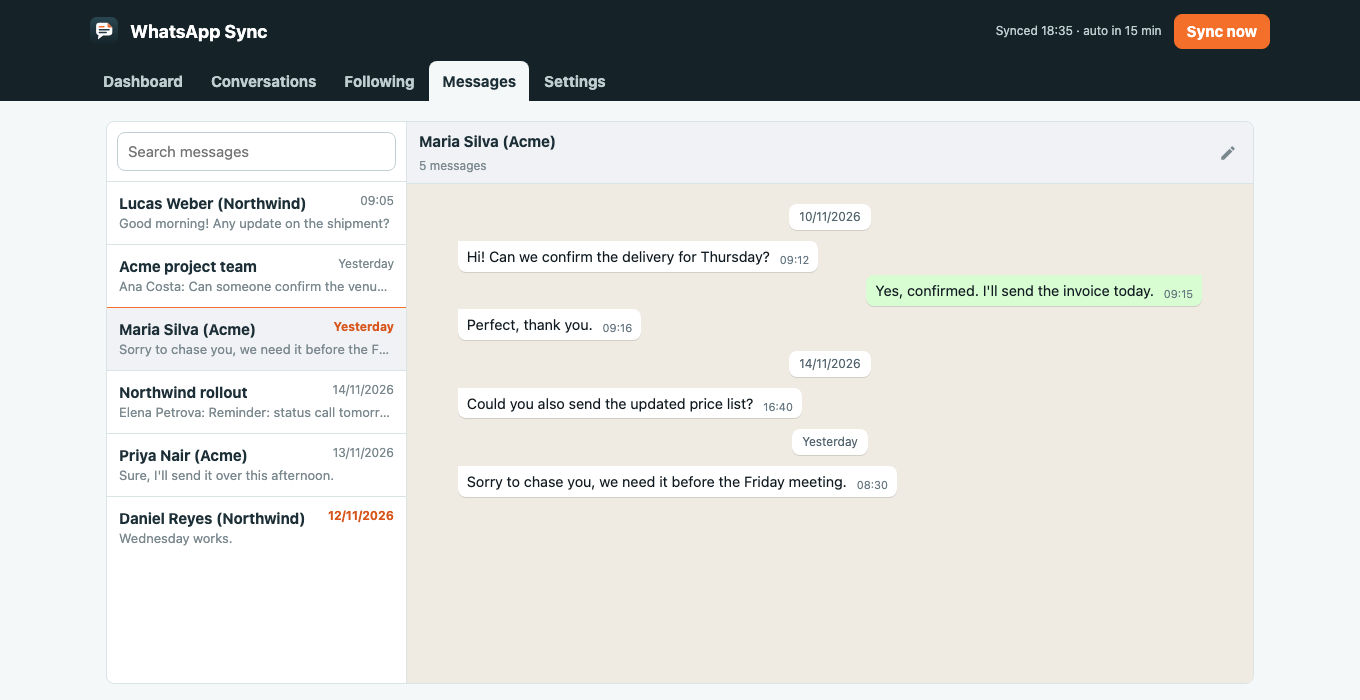 WhatsApp Sync
Synced 18:35 · auto in 15 min
Sync now
Dashboard
Conversations
Following
Messages
Settings
Search messages
Lucas Weber (Northwind)
09:05
Good morning! Any update on the shipment?
Acme project team
Yesterday
Ana Costa: Can someone confirm the venu...
Maria Silva (Acme)
Yesterday
Sorry to chase you, we need it before the F...
Northwind rollout
14/11/2026
Elena Petrova: Reminder: status call tomorr...
Priya Nair (Acme)
13/11/2026
Sure, I'll send it over this afternoon.
Daniel Reyes (Northwind)
12/11/2026
Wednesday works.
Maria Silva (Acme)
5 messages
10/11/2026
Hi! Can we confirm the delivery for Thursday? 09:12
Yes, confirmed. I'll send the invoice today. 09:15
Perfect, thank you. 09:16
14/11/2026
Could you also send the updated price list? 16:40
Yesterday
Sorry to chase you, we need it before the Friday meeting. 08:30